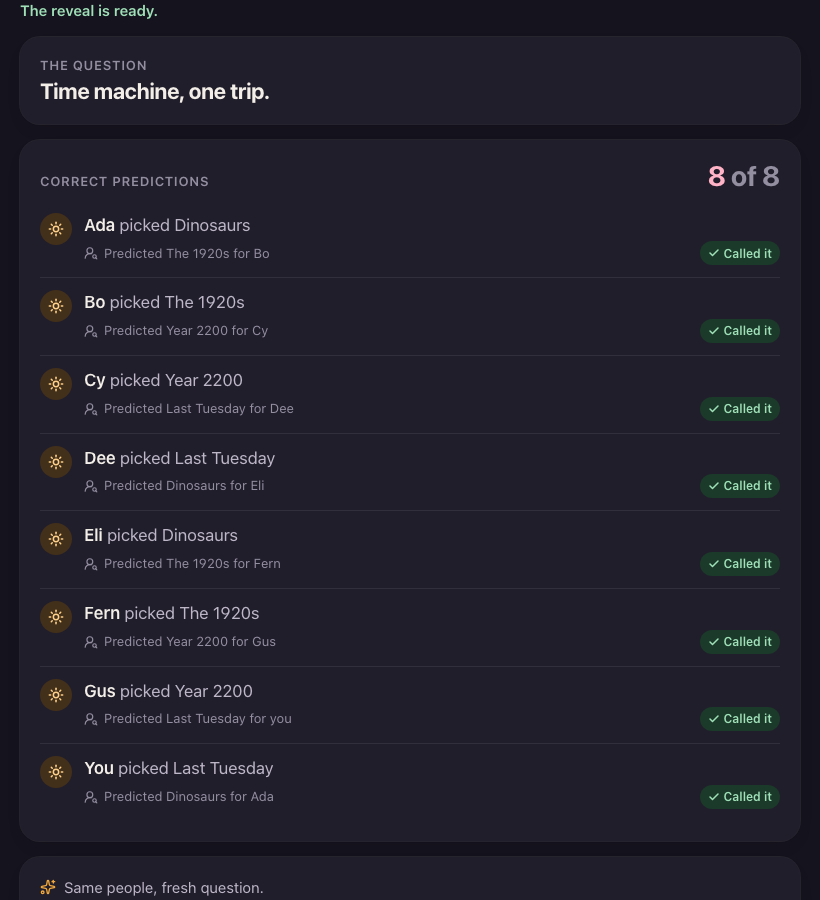 The reveal is ready.
THE QUESTION
Time machine, one trip.
CORRECT PREDICTIONS
8 of 8
Ada picked Dinosaurs
Predicted The 1920s for Bo
Called it
Bo picked The 1920s
Predicted Year 2200 for Cy
Called it
Cy picked Year 2200
Predicted Last Tuesday for Dee
Called it
Dee picked Last Tuesday
Predicted Dinosaurs for Eli
Called it
Eli picked Dinosaurs
Predicted The 1920s for Fern
Called it
Fern picked The 1920s
Predicted Year 2200 for Gus
Called it
Gus picked Year 2200
Predicted Last Tuesday for you
Called it
You picked Last Tuesday
Predicted Dinosaurs for Ada
Called it
Same people, fresh question.